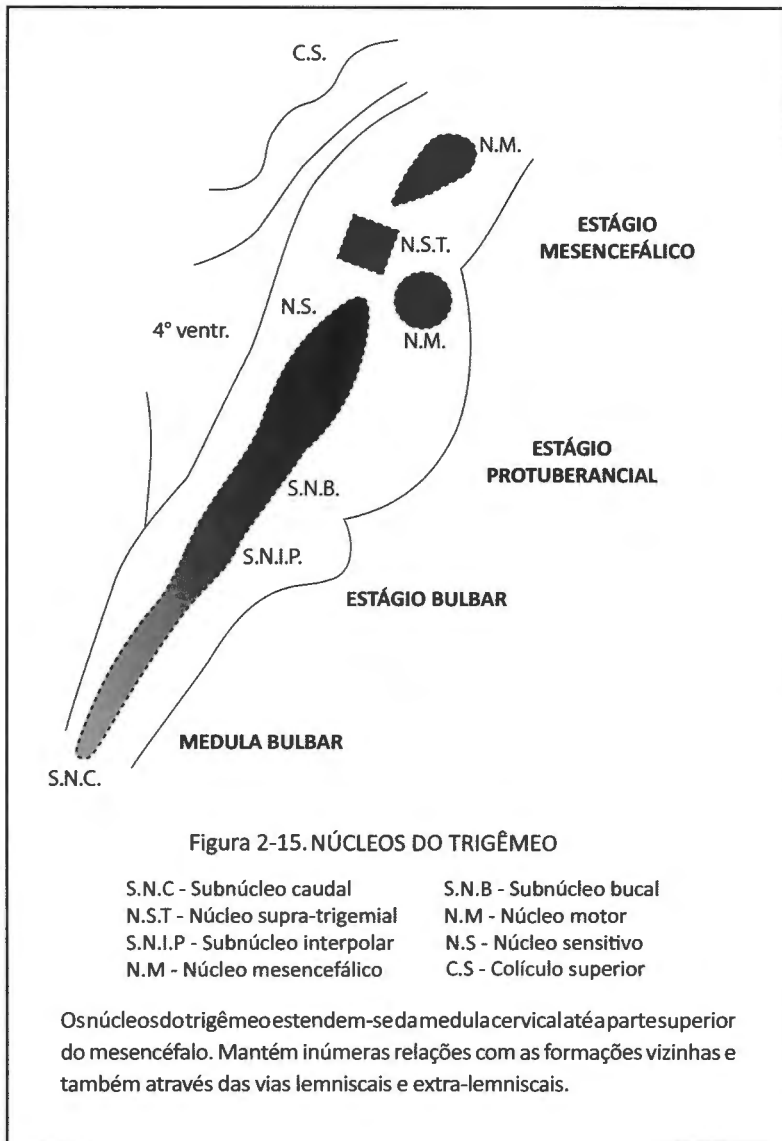 C.S.
N.M.
ESTÁGIO
MESENCEFÁLICO
N.S.T.
N.S.
4º ventr.
N.M.
ESTÁGIO
PROTUBERANCIAL
S.N.B.
S.N.I.P.
ESTÁGIO BULBAR
MEDULA BULBAR
S.N.C.
Figura 2-15. NÚCLEOS DO TRIGÊMEO
S.N.C - Subnúcleo caudal
N.S.T - Núcleo supra-trigemial
S.N.I.P - Subnúcleo interpolar
N.M - Núcleo mesencefálico
S.N.B - Subnúcleo bucal
N.M - Núcleo motor
N.S - Núcleo sensitivo
C.S - Colículo superior
Osnúcleosdotrigêmeoestendem-sedamedulacervicalatéapartesuperior
do mesencéfalo. Mantém inúmeras relações com as formações vizinhas e
também através das vias lemniscais e extra-lemniscais.